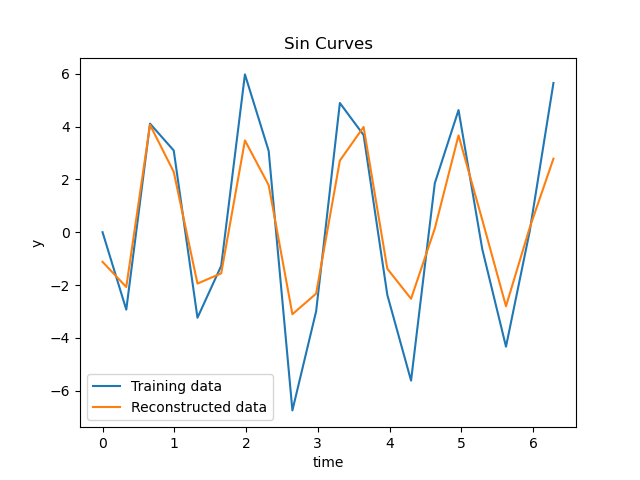 Sin Curves
6
4
2
0
−2
−4
−6
y
Training data
Reconstructed data
0 1 2 3 4 5 6
time